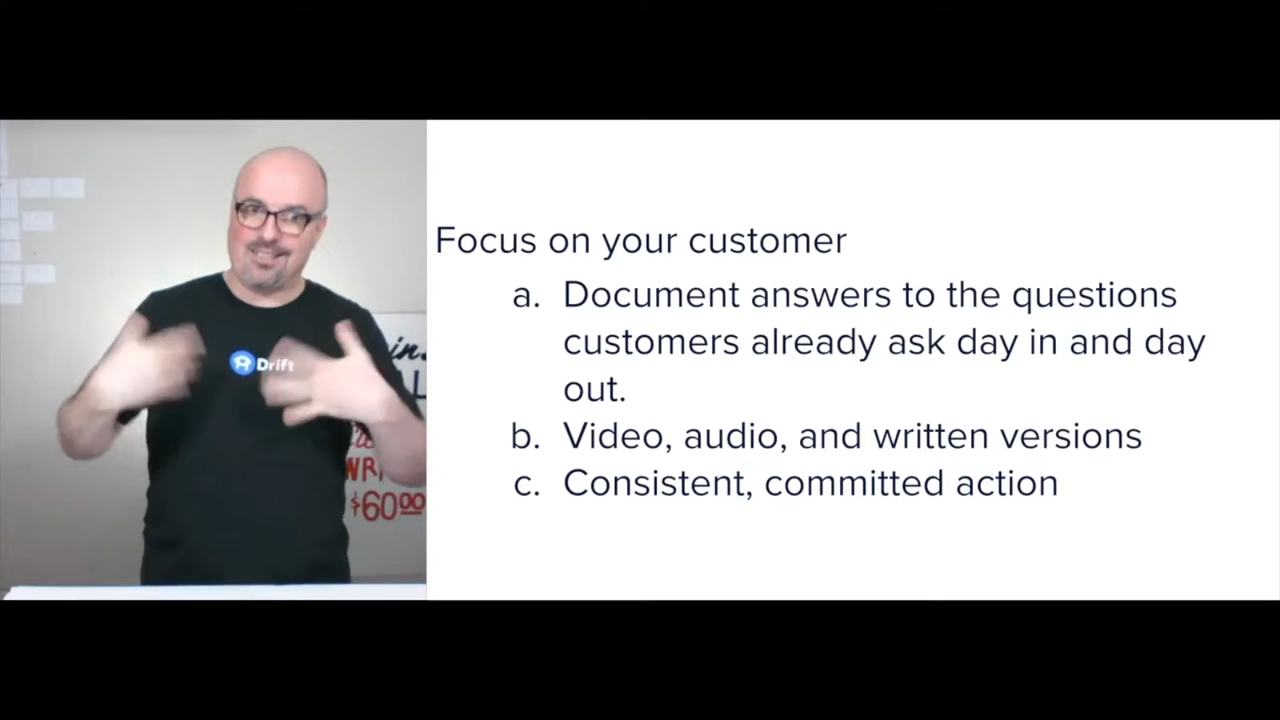 Drift
$60⁰⁰
Focus on your customer
a. Document answers to the questions
customers already ask day in and day
out.
b. Video, audio, and written versions
c. Consistent, committed action